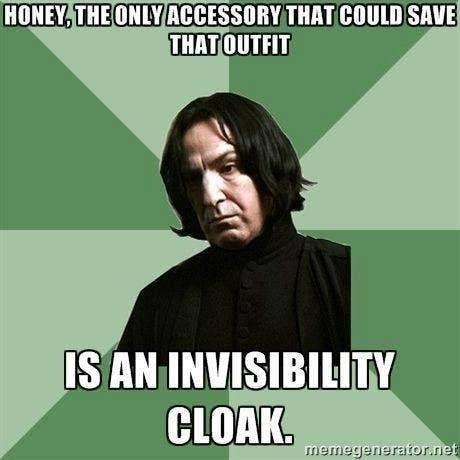 HONEY, THE ONLY ACCESSORY THAT COULD SAVE
THAT OUTFIT
IS AN INVISIBILITY
CLOAK.
memegenerator.net